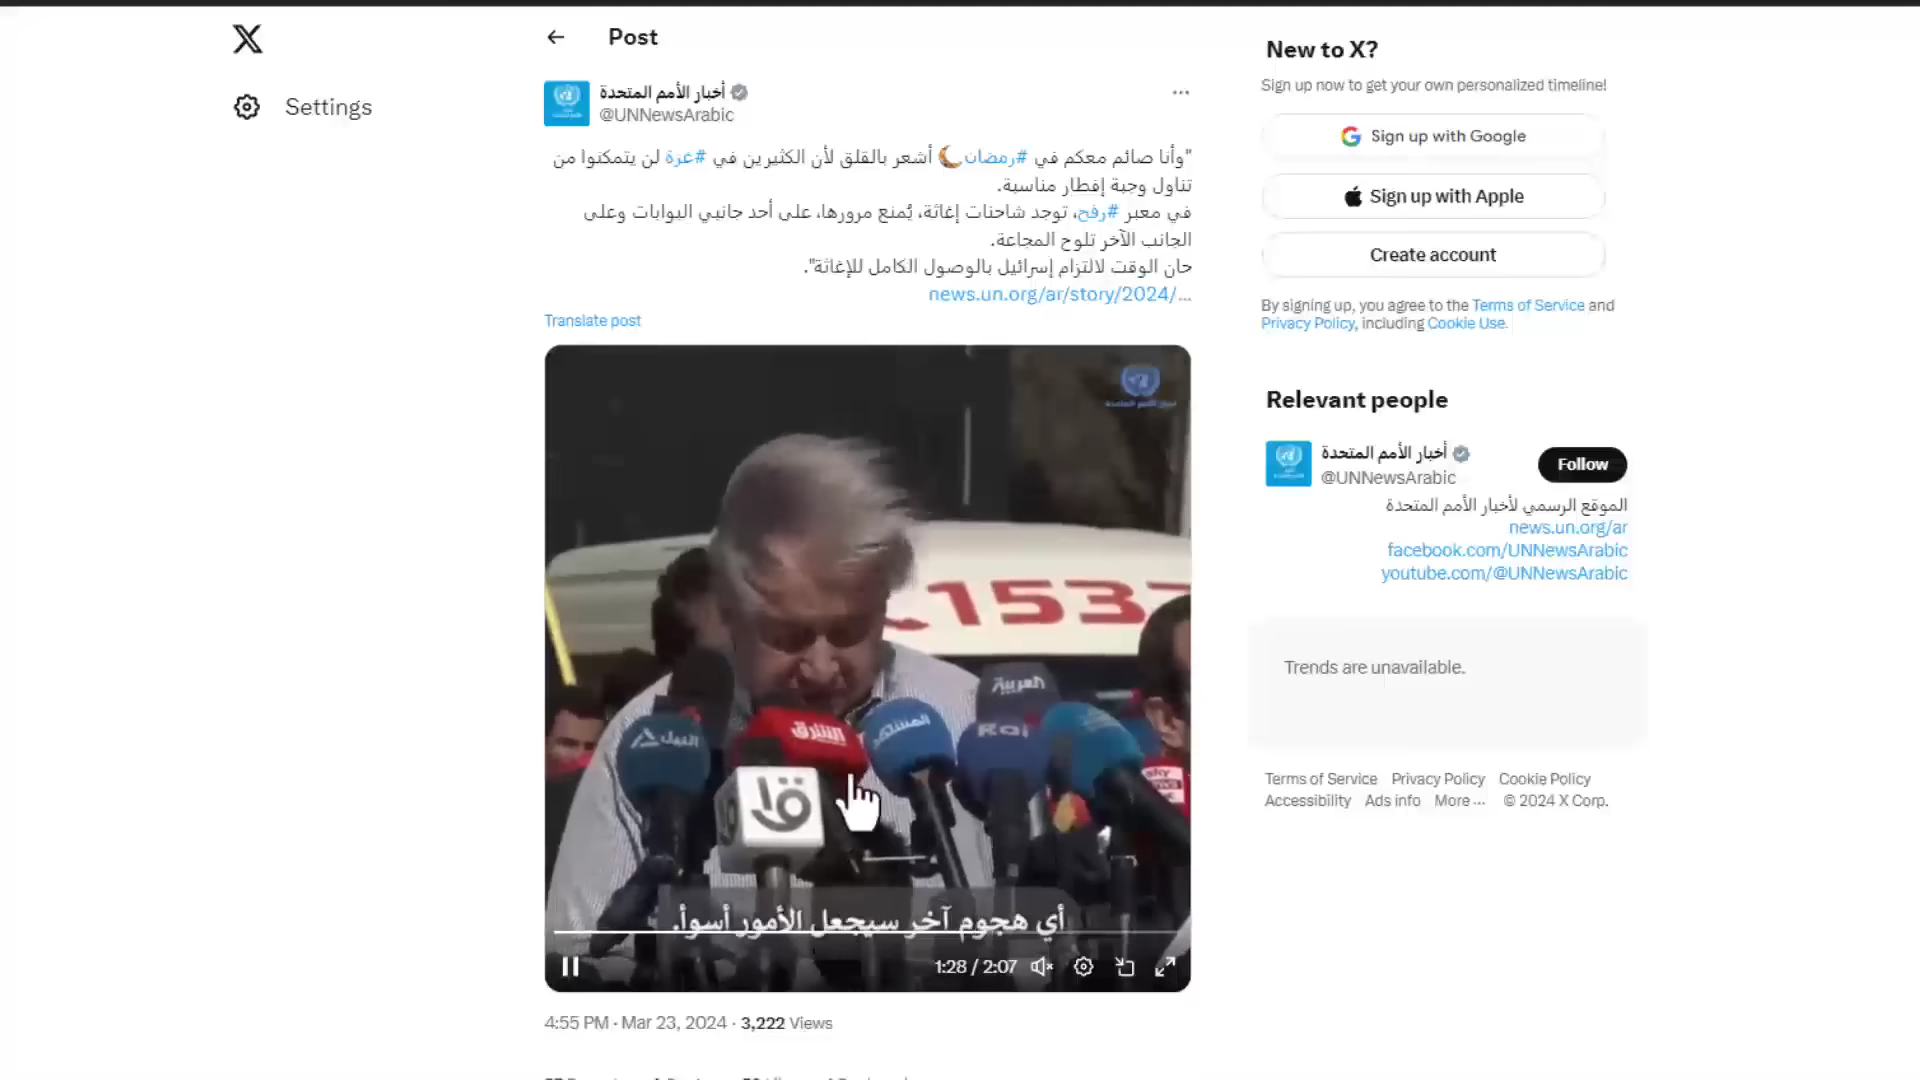 Post
Settings
أخبار الأمم المتحدة
@UNNewsArabic
"وأنا صائم معكم في #رمضان🌙 أشعر بالقلق لأن الكثيرين في #غزة لن يتمكنوا من
تناول وجبة إفطار مناسبة.
في معبر #رفح، توجد شاحنات إغاثة، يُمنع مرورها، على أحد جانبي البوابات وعلى
الجانب الآخر تلوح المجاعة.
حان الوقت لالتزام إسرائيل بالوصول الكامل للإغاثة".
news.un.org/ar/story/2024/…
Translate post
أخبار الأمم المتحدة
1537
العربية
النيل
الشرق
المشهد
Rai
sky
أي هجوم آخر سيجعل الأمور أسوأ.
1:28 / 2:07
4:55 PM · Mar 23, 2024 · 3,222 Views
New to X?
Sign up now to get your own personalized timeline!
Sign up with Google
Sign up with Apple
Create account
By signing up, you agree to the Terms of Service and
Privacy Policy, including Cookie Use.
Relevant people
أخبار الأمم المتحدة
@UNNewsArabic
Follow
الموقع الرسمي لأخبار الأمم المتحدة
news.un.org/ar
facebook.com/UNNewsArabic
youtube.com/@UNNewsArabic
Trends are unavailable.
Terms of Service Privacy Policy Cookie Policy
Accessibility Ads info More ··· © 2024 X Corp.